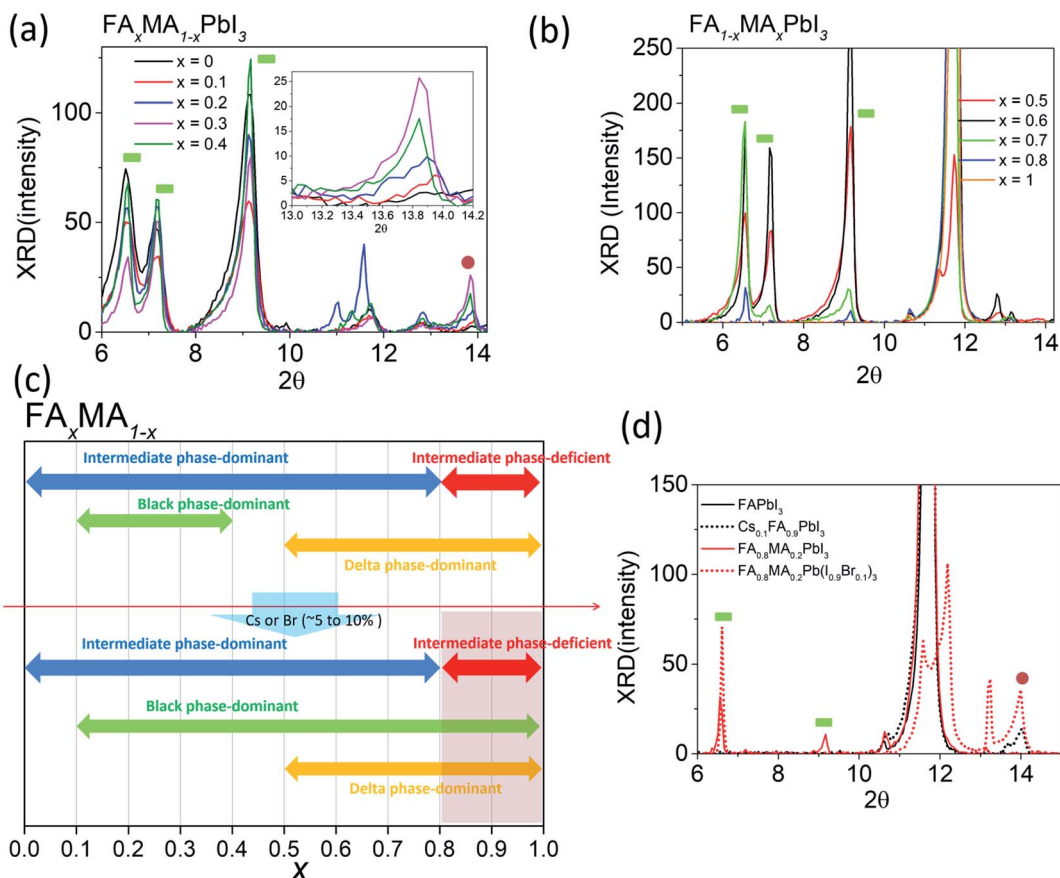 (a)
FAₓMA₁₋ₓPbI₃
x = 0
x = 0.1
x = 0.2
x = 0.3
x = 0.4
XRD(intensity)
100
50
0
6 8 10 12 14
2θ
25
20
15
10
5
0
13.0 13.2 13.4 13.6 13.8 14.0 14.2
2θ
(b)
FA₁₋ₓMAₓPbI₃
x = 0.5
x = 0.6
x = 0.7
x = 0.8
x = 1
XRD (Intensity)
250
200
150
100
50
0
6 8 10 12 14
2θ
(c)
FAₓMA₁₋ₓ
Intermediate phase-dominant Intermediate phase-deficient
Black phase-dominant
Delta phase-dominant
Cs or Br (~5 to 10% )
Intermediate phase-dominant Intermediate phase-deficient
Black phase-dominant
Delta phase-dominant
0.0 0.1 0.2 0.3 0.4 0.5 0.6 0.7 0.8 0.9 1.0
x
(d)
FAPbI₃
Cs₀.₁FA₀.₉PbI₃
FA₀.₈MA₀.₂PbI₃
FA₀.₈MA₀.₂Pb(I₀.₉Br₀.₁)₃
XRD(intensity)
150
100
50
0
6 8 10 12 14
2θ